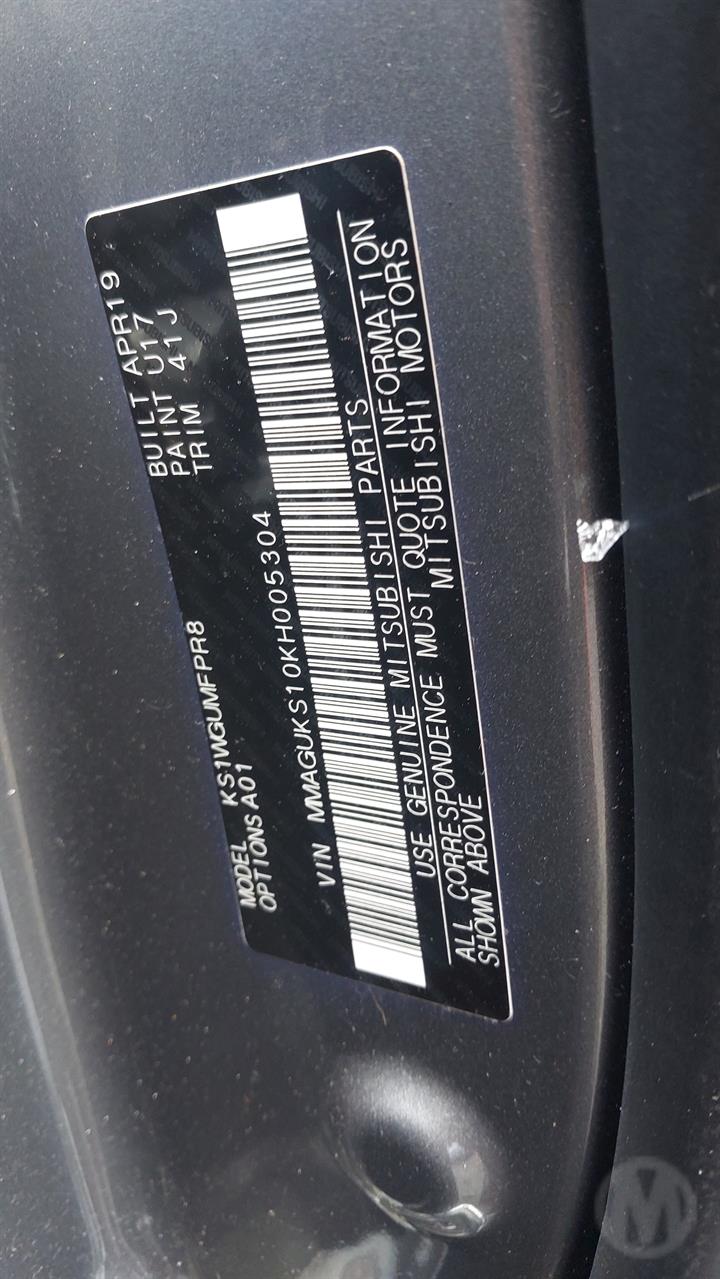 MODEL KS1WGUMFPR8 BUILT APR19
OPTIONS A01 PAINT U17
TRIM 41J
VIN MMAGUKS10KH005304
USE GENUINE MITSUBISHI PARTS
ALL CORRESPONDENCE MUST QUOTE INFORMATION
SHOWN ABOVE MITSUBISHI MOTORS
M